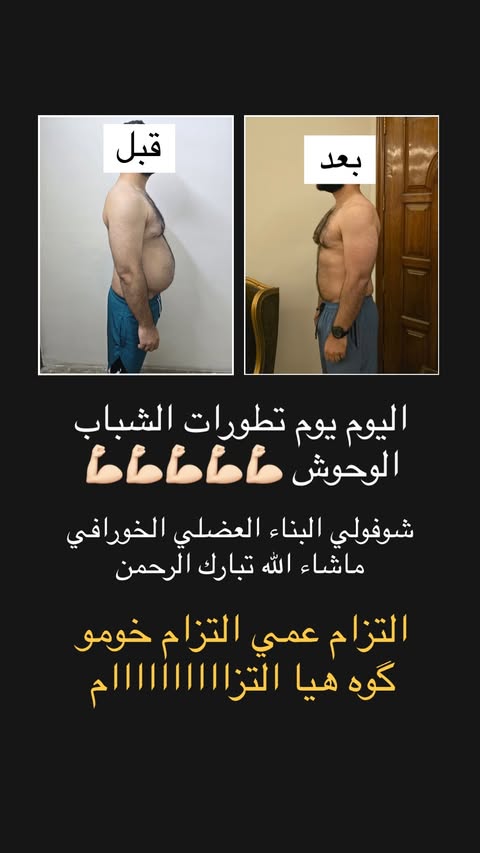 قبل
بعد
اليوم يوم تطورات الشباب
الوحوش 💪🏻💪🏻💪🏻💪🏻💪🏻
شوفولي البناء العضلي الخورافي
ماشاء الله تبارك الرحمن
التزام عمي التزام خومو
گوه هيا التزاااااااااام